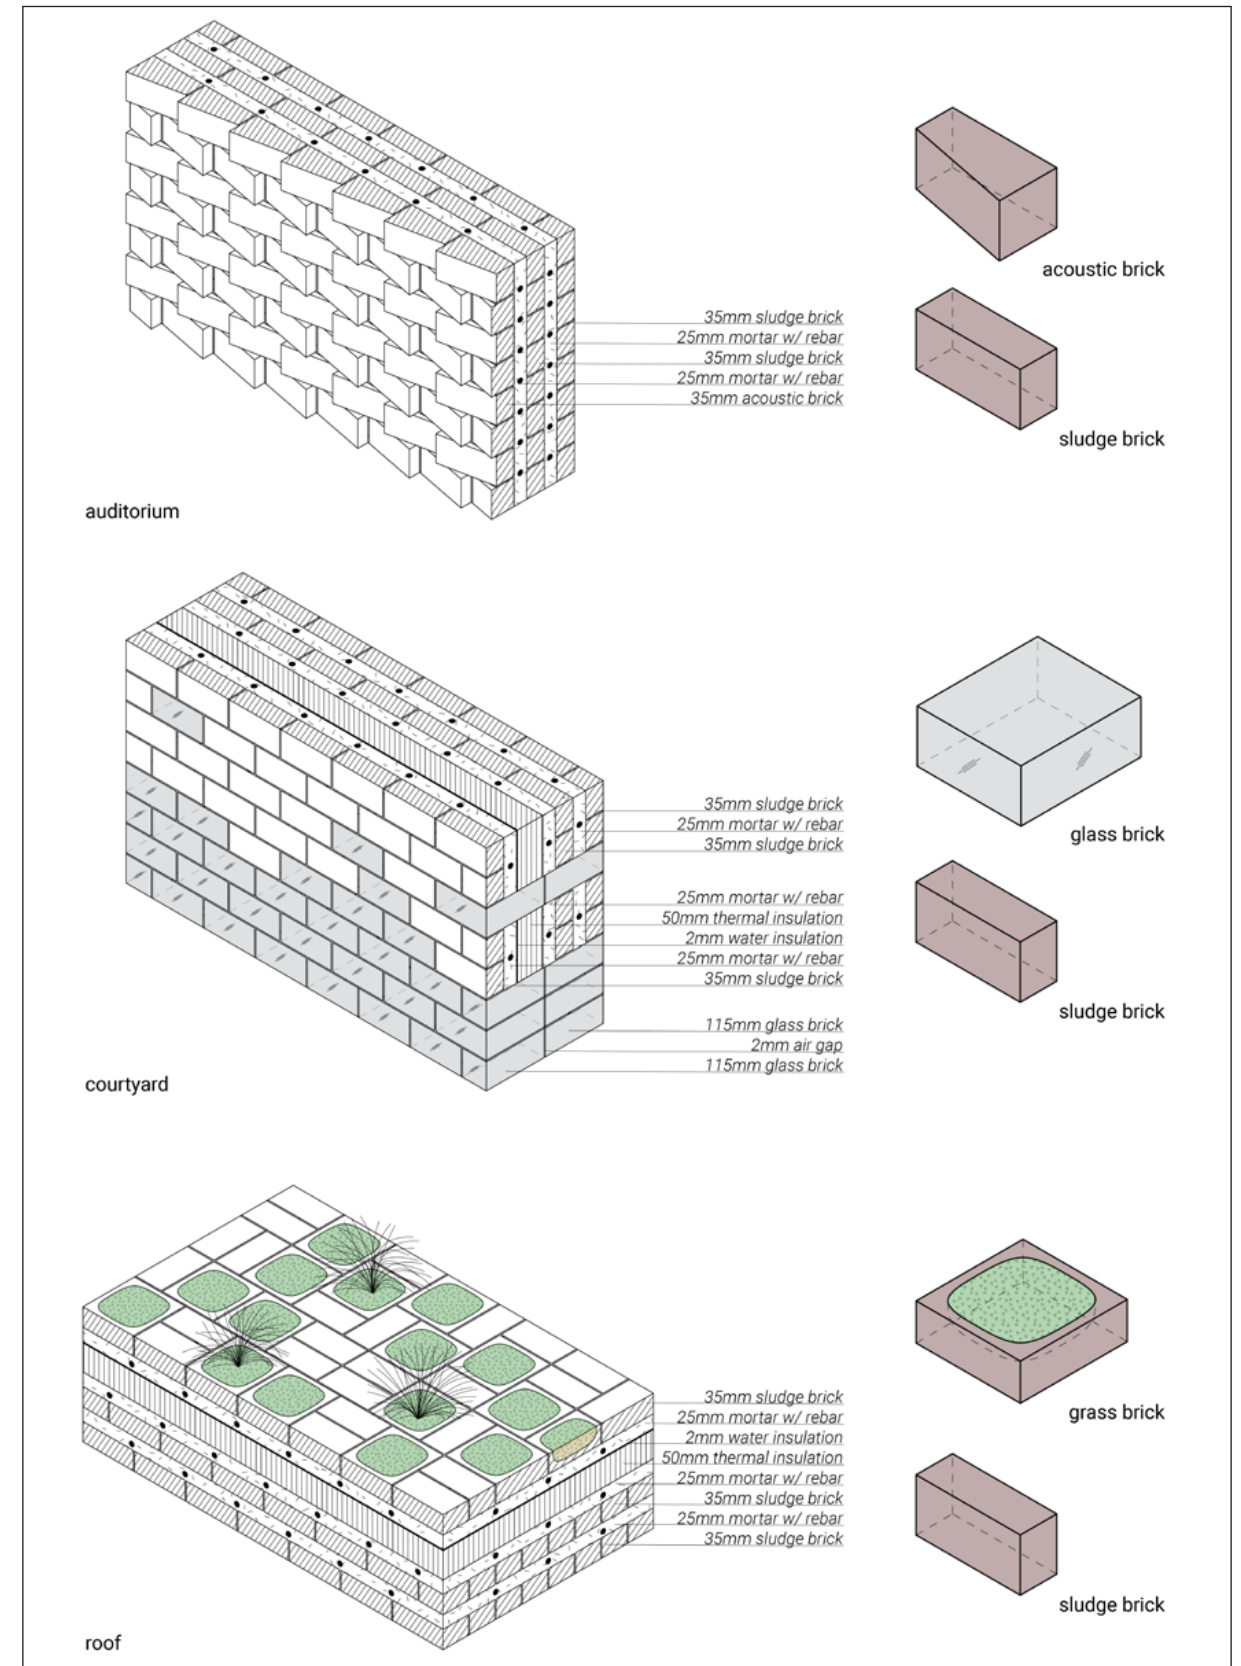 acoustic brick
35mm sludge brick
25mm mortar w/ rebar
35mm sludge brick
25mm mortar w/ rebar
35mm acoustic brick
sludge brick
auditorium
35mm sludge brick
25mm mortar w/ rebar
35mm sludge brick
glass brick
25mm mortar w/ rebar
50mm thermal insulation
2mm water insulation
25mm mortar w/ rebar
35mm sludge brick
sludge brick
115mm glass brick
2mm air gap
115mm glass brick
courtyard
35mm sludge brick
25mm mortar w/ rebar
2mm water insulation
50mm thermal insulation
25mm mortar w/ rebar
35mm sludge brick
25mm mortar w/ rebar
35mm sludge brick
grass brick
sludge brick
roof